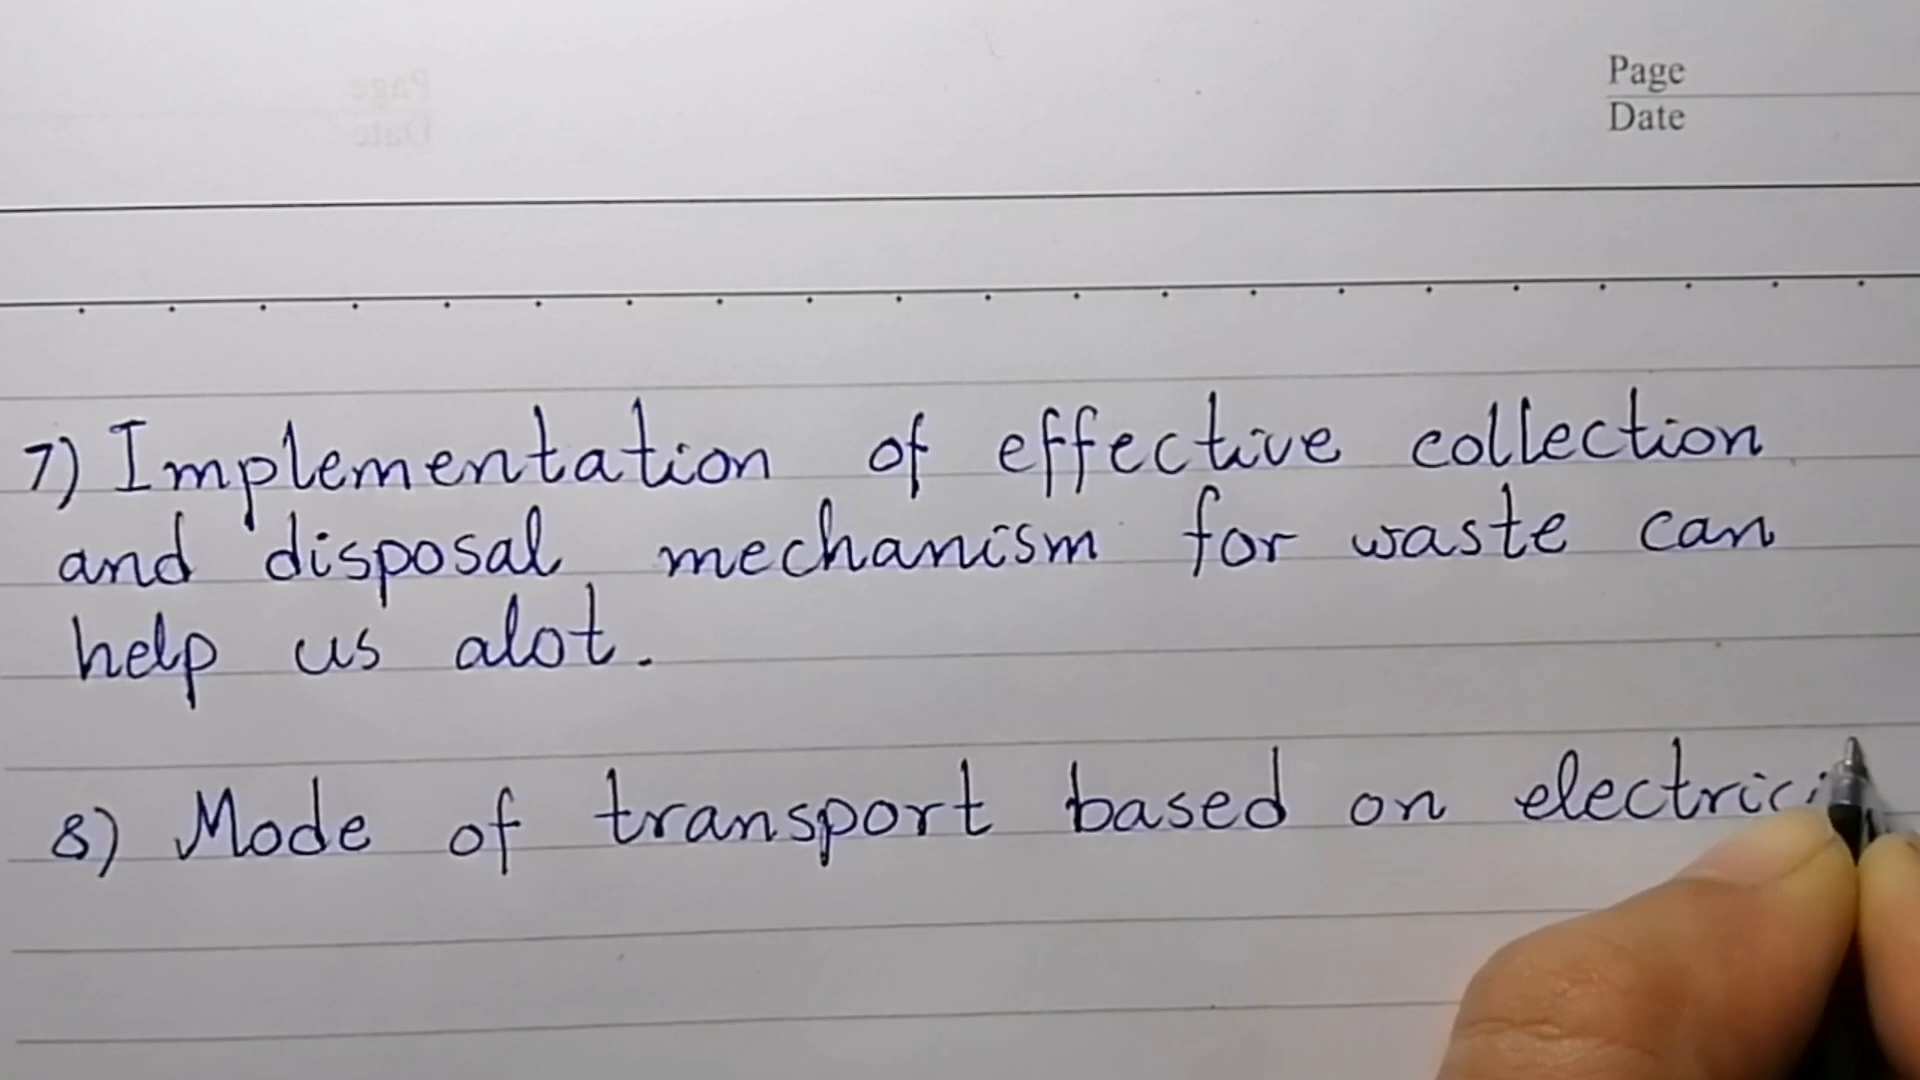 Page
Date
7) Implementation of effective collection
and disposal mechanism for waste can
help us alot.
8) Mode of transport based on electrici